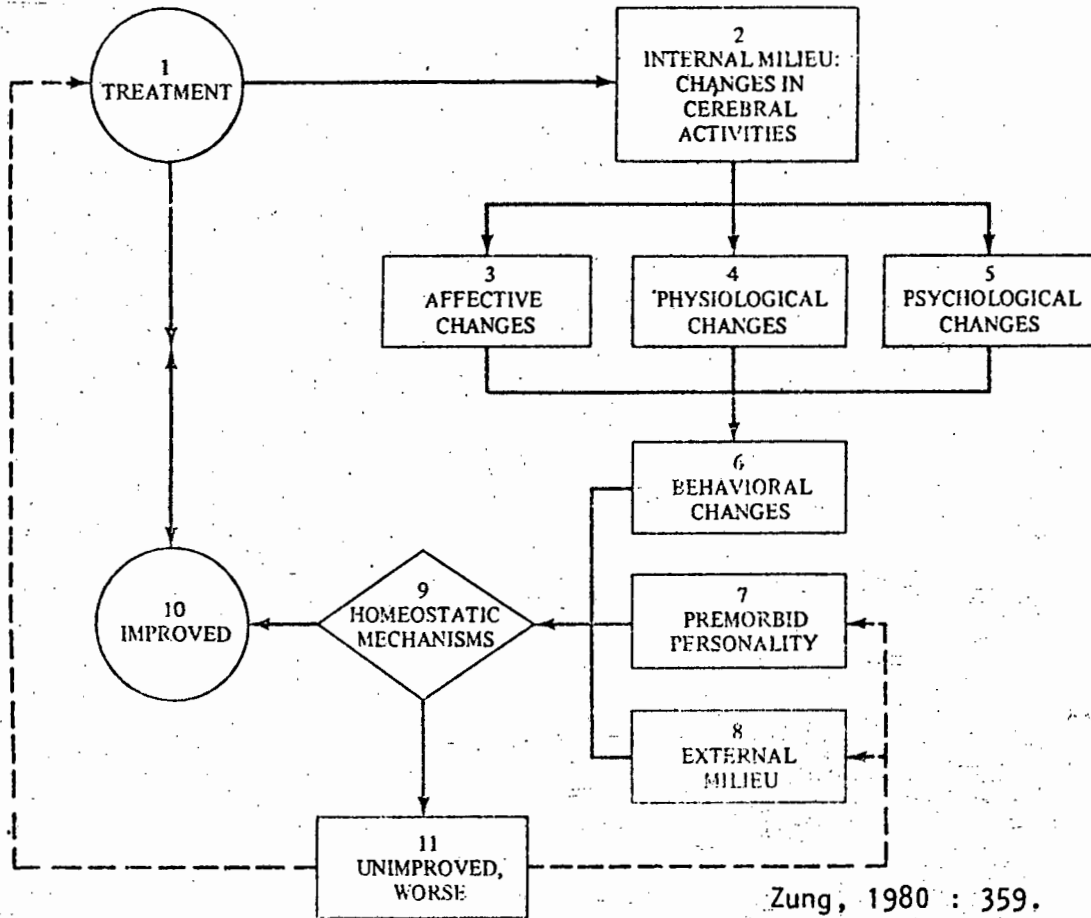 1
TREATMENT
2
INTERNAL MILIEU:
CHANGES IN
CEREBRAL
ACTIVITIES
3
AFFECTIVE
CHANGES
4
PHYSIOLOGICAL
CHANGES
5
PSYCHOLOGICAL
CHANGES
6
BEHAVIORAL
CHANGES
7
PREMORBID
PERSONALITY
8
EXTERNAL
MILIEU
9
HOMEOSTATIC
MECHANISMS
10
IMPROVED
11
UNIMPROVED,
WORSE
Zung, 1980 : 359.